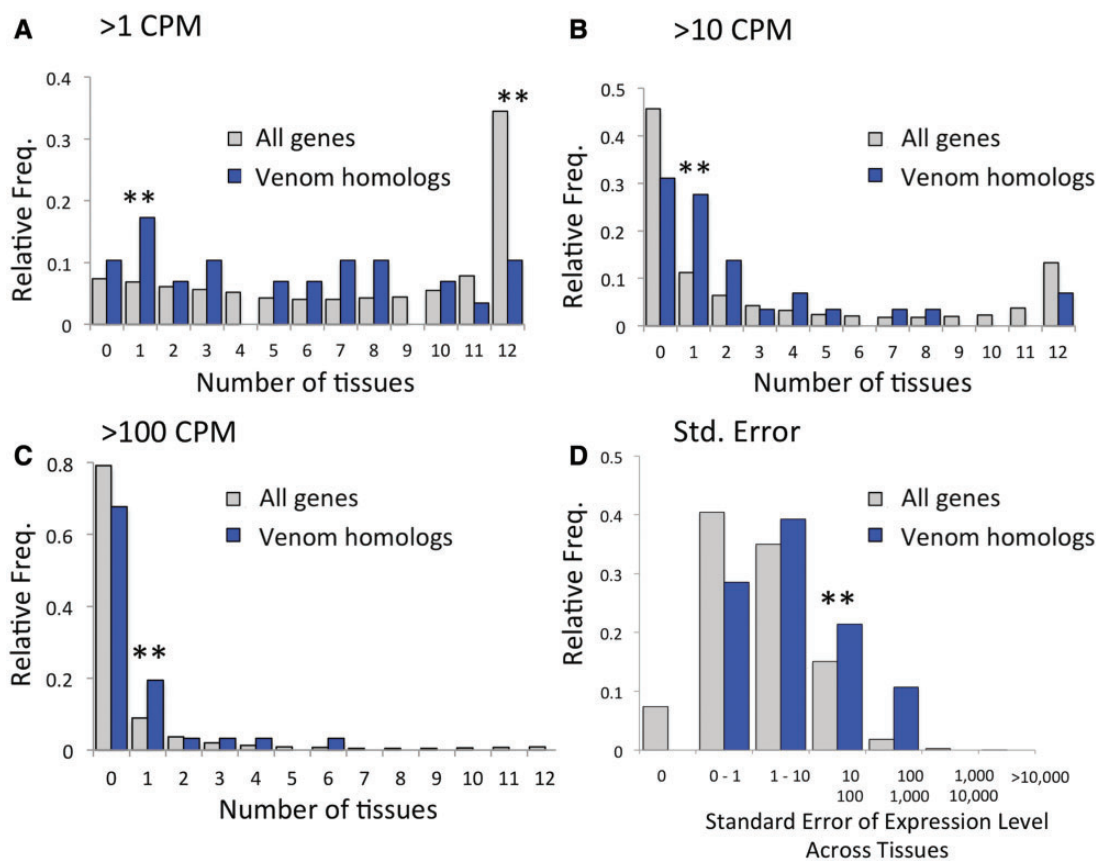 A
>1 CPM
0.4
0.3
0.2
0.1
0
Relative Freq.
All genes
Venom homologs
**
**
0 1 2 3 4 5 6 7 8 9 10 11 12
Number of tissues
B
>10 CPM
0.5
0.4
0.3
0.2
0.1
0
Relative Freq.
All genes
Venom homologs
**
0 1 2 3 4 5 6 7 8 9 10 11 12
Number of tissues
C
>100 CPM
0.8
0.6
0.4
0.2
0
Relative Freq.
All genes
Venom homologs
**
0 1 2 3 4 5 6 7 8 9 10 11 12
Number of tissues
Std. Error
D
0.5
0.4
0.3
0.2
0.1
0
Relative Freq.
All genes
Venom homologs
**
0 0 - 1 1 - 10 10 100 1,000 >10,000
100 1,000 10,000
Standard Error of Expression Level
Across Tissues